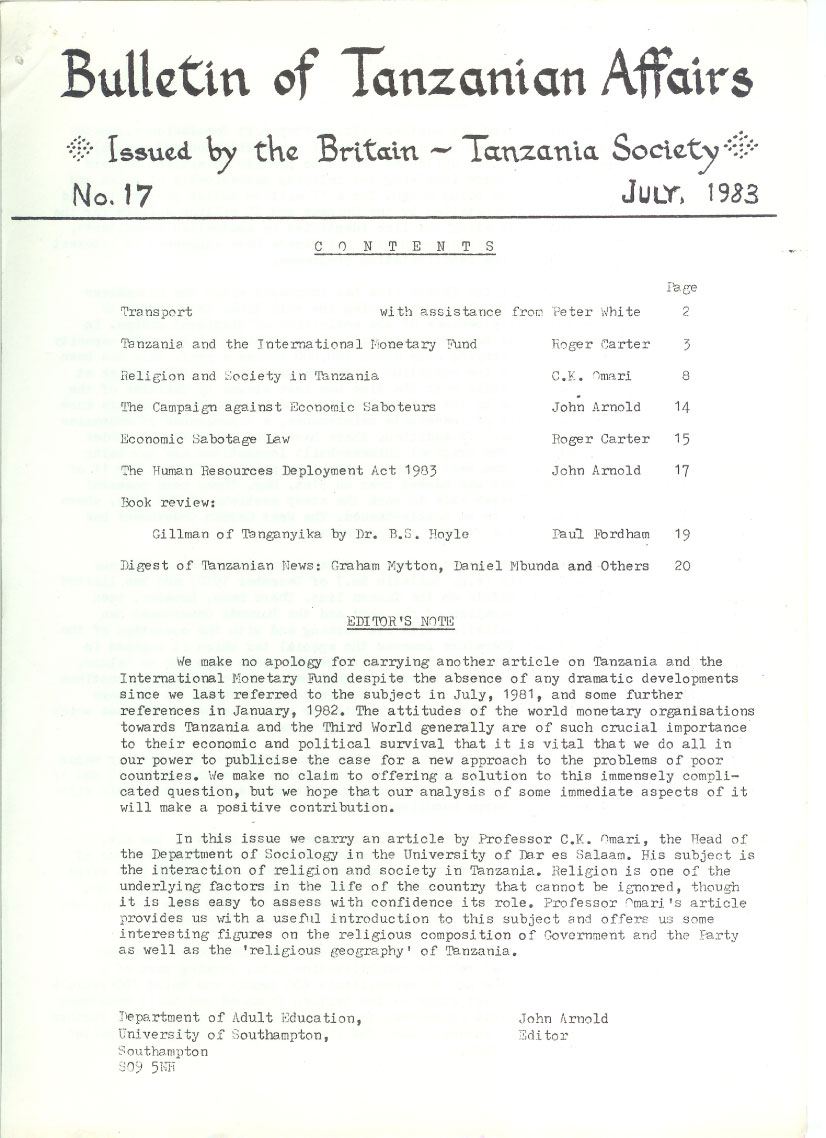 Bulletin of Tanzanian Affairs
Issued by the Britain ~ Tanzania Society
No. 17 JULY, 1983
C O N T E N T S
Page
Transport with assistance from Peter White 2
Tanzania and the International Monetary Fund Roger Carter 3
Religion and Society in Tanzania C.K. Omari 8
The Campaign against Economic Saboteurs John Arnold 14
Economic Sabotage Law Roger Carter 15
The Human Resources Deployment Act 1983 John Arnold 17
Book review:
Gillman of Tanganyika by Dr. B.S. Hoyle Paul Fordham 19
Digest of Tanzanian News: Graham Mytton, Daniel Mbunda and Others 20
EDITOR'S NOTE
We make no apology for carrying another article on Tanzania and the
International Monetary Fund despite the absence of any dramatic developments
since we last referred to the subject in July, 1981, and some further
references in January, 1982. The attitudes of the world monetary organisations
towards Tanzania and the Third World generally are of such crucial importance
to their economic and political survival that it is vital that we do all in
our power to publicise the case for a new approach to the problems of poor
countries. We make no claim to offering a solution to this immensely compli-
cated question, but we hope that our analysis of some immediate aspects of it
will make a positive contribution.
In this issue we carry an article by Professor C.K. Omari, the Head of
the Department of Sociology in the University of Dar es Salaam. His subject is
the interaction of religion and society in Tanzania. Religion is one of the
underlying factors in the life of the country that cannot be ignored, though
it is less easy to assess with confidence its role. Professor Omari's article
provides us with a useful introduction to this subject and offers us some
interesting figures on the religious composition of Government and the Party
as well as the 'religious geography' of Tanzania.
Department of Adult Education, John Arnold
University of Southampton, Editor
Southampton
SO9 5NH